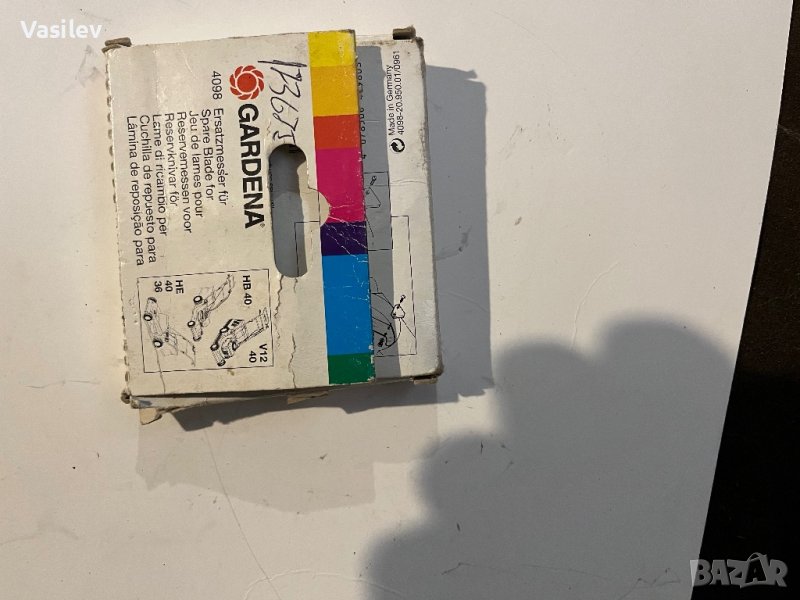 Vasilev
GARDENA®
4098 Ersatzmesser für
Spare Blade for
Jeu de lames pour
Reservemessen voor
Reservknivar för
Lame di ricambio per
Cuchilla de repuesto para
Lâmina de reposição para
HB 40
V12
40
HE
40
36
4098-20.950.01/0961
Made in Germany
BAZAR